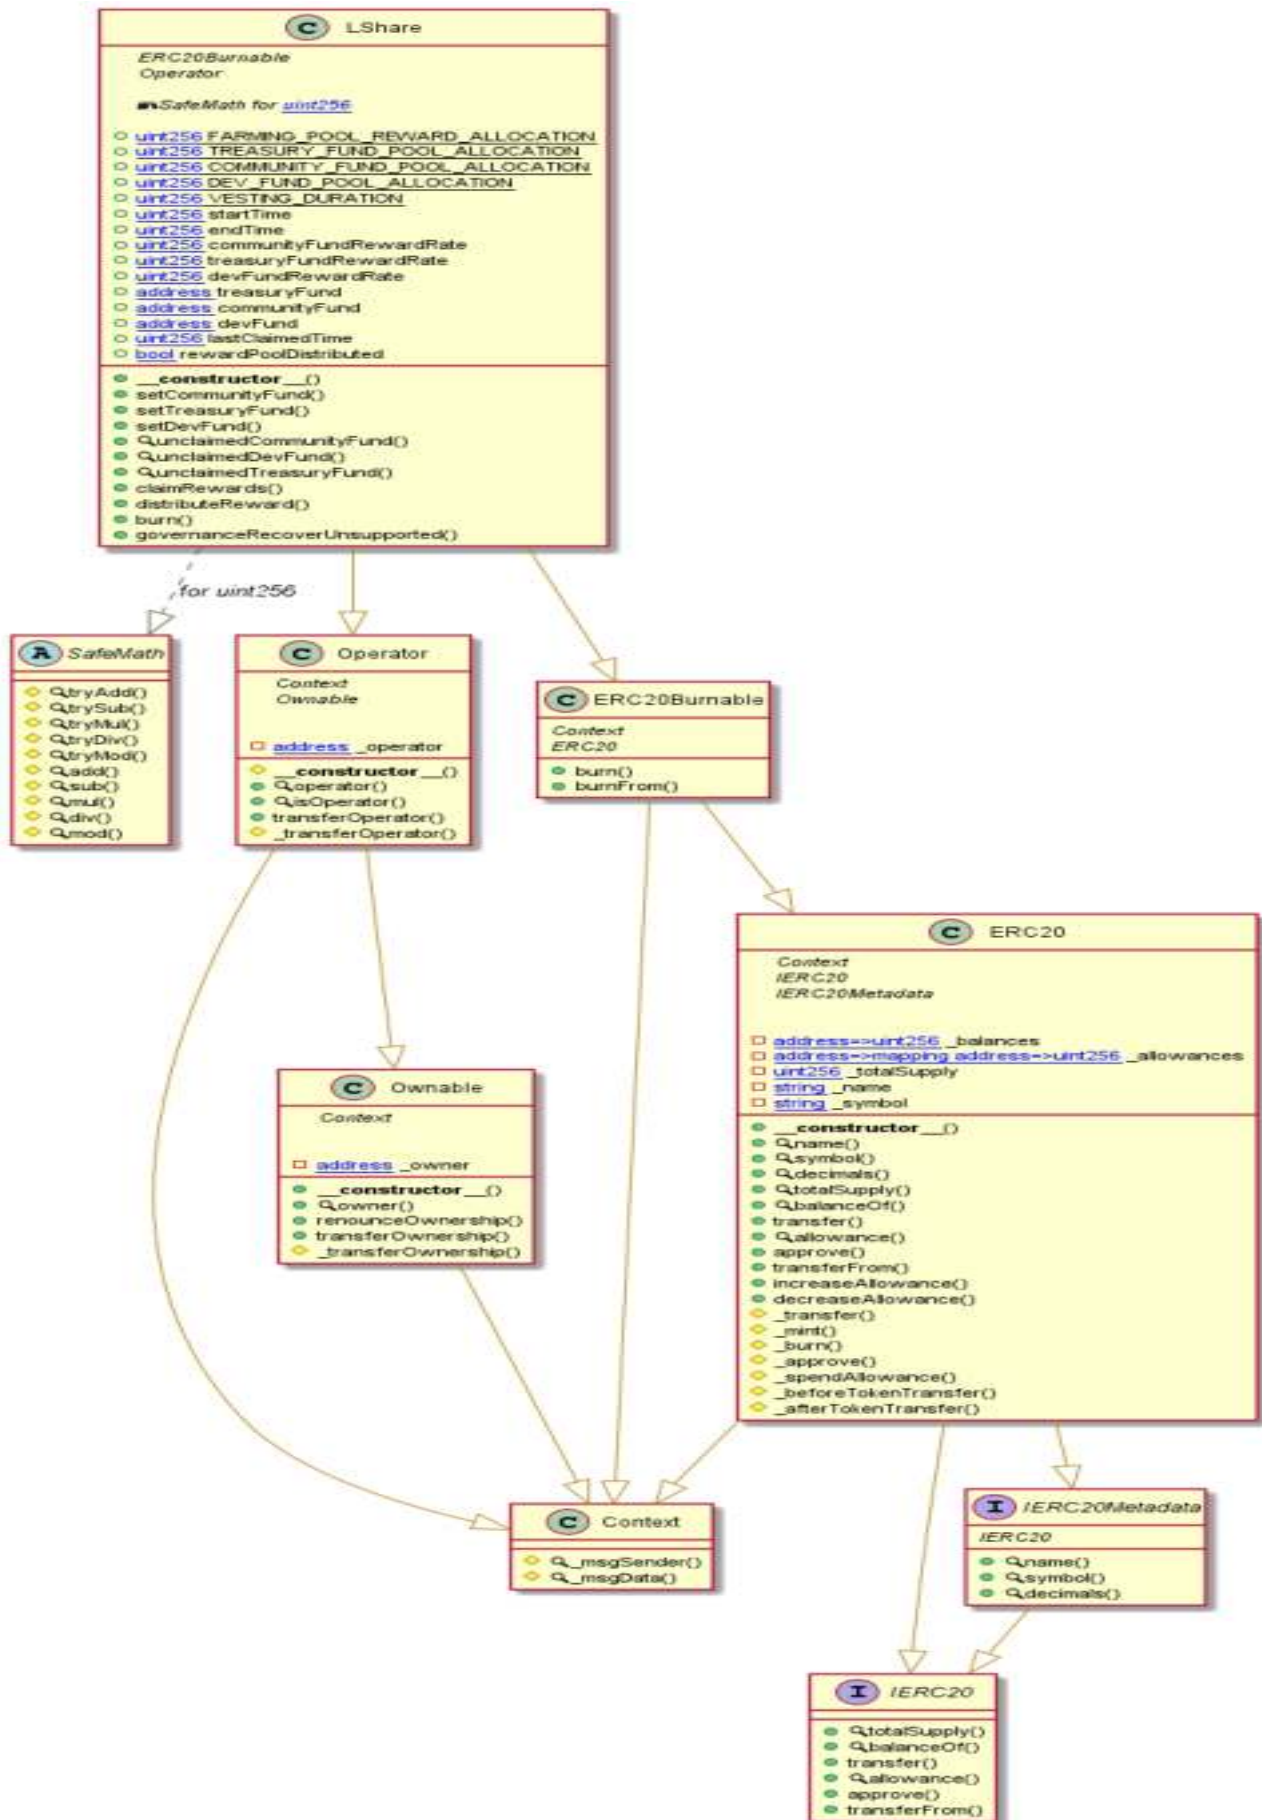 C LShare
ERC20Burnable
Operator
SafeMath for uint256
uint256 FARMING_POOL_REWARD_ALLOCATION
uint256 TREASURY_FUND_POOL_ALLOCATION
uint256 COMMUNITY_FUND_POOL_ALLOCATION
uint256 DEV_FUND_POOL_ALLOCATION
uint256 VESTING_DURATION
uint256 startTime
uint256 endTime
uint256 communityFundRewardRate
uint256 treasuryFundRewardRate
uint256 devFundRewardRate
address treasuryFund
address communityFund
address devFund
uint256 lastClaimedTime
bool rewardPoolDistributed
__constructor__()
setCommunityFund()
setTreasuryFund()
setDevFund()
unclaimedCommunityFund()
unclaimedDevFund()
unclaimedTreasuryFund()
claimRewards()
distributeReward()
burn()
governanceRecoverUnsupported()
for uint256
A SafeMath
tryAdd()
trySub()
tryMul()
tryDiv()
tryMod()
add()
sub()
mul()
div()
mod()
C Operator
Context
Ownable
address _operator
__constructor__()
operator()
isOperator()
transferOperator()
_transferOperator()
C ERC20Burnable
Context
ERC20
burn()
burnFrom()
C ERC20
Context
IERC20
IERC20Metadata
address=>uint256 _balances
address=>mapping address=>uint256 _allowances
uint256 _totalSupply
string _name
string _symbol
__constructor__()
name()
symbol()
decimals()
totalSupply()
balanceOf()
transfer()
allowance()
approve()
transferFrom()
increaseAllowance()
decreaseAllowance()
_transfer()
_mint()
_burn()
_approve()
_spendAllowance()
_beforeTokenTransfer()
_afterTokenTransfer()
C Ownable
Context
address _owner
__constructor__()
owner()
renounceOwnership()
transferOwnership()
_transferOwnership()
C Context
_msgSender()
_msgData()
I IERC20Metadata
IERC20
name()
symbol()
decimals()
I IERC20
totalSupply()
balanceOf()
transfer()
allowance()
approve()
transferFrom()